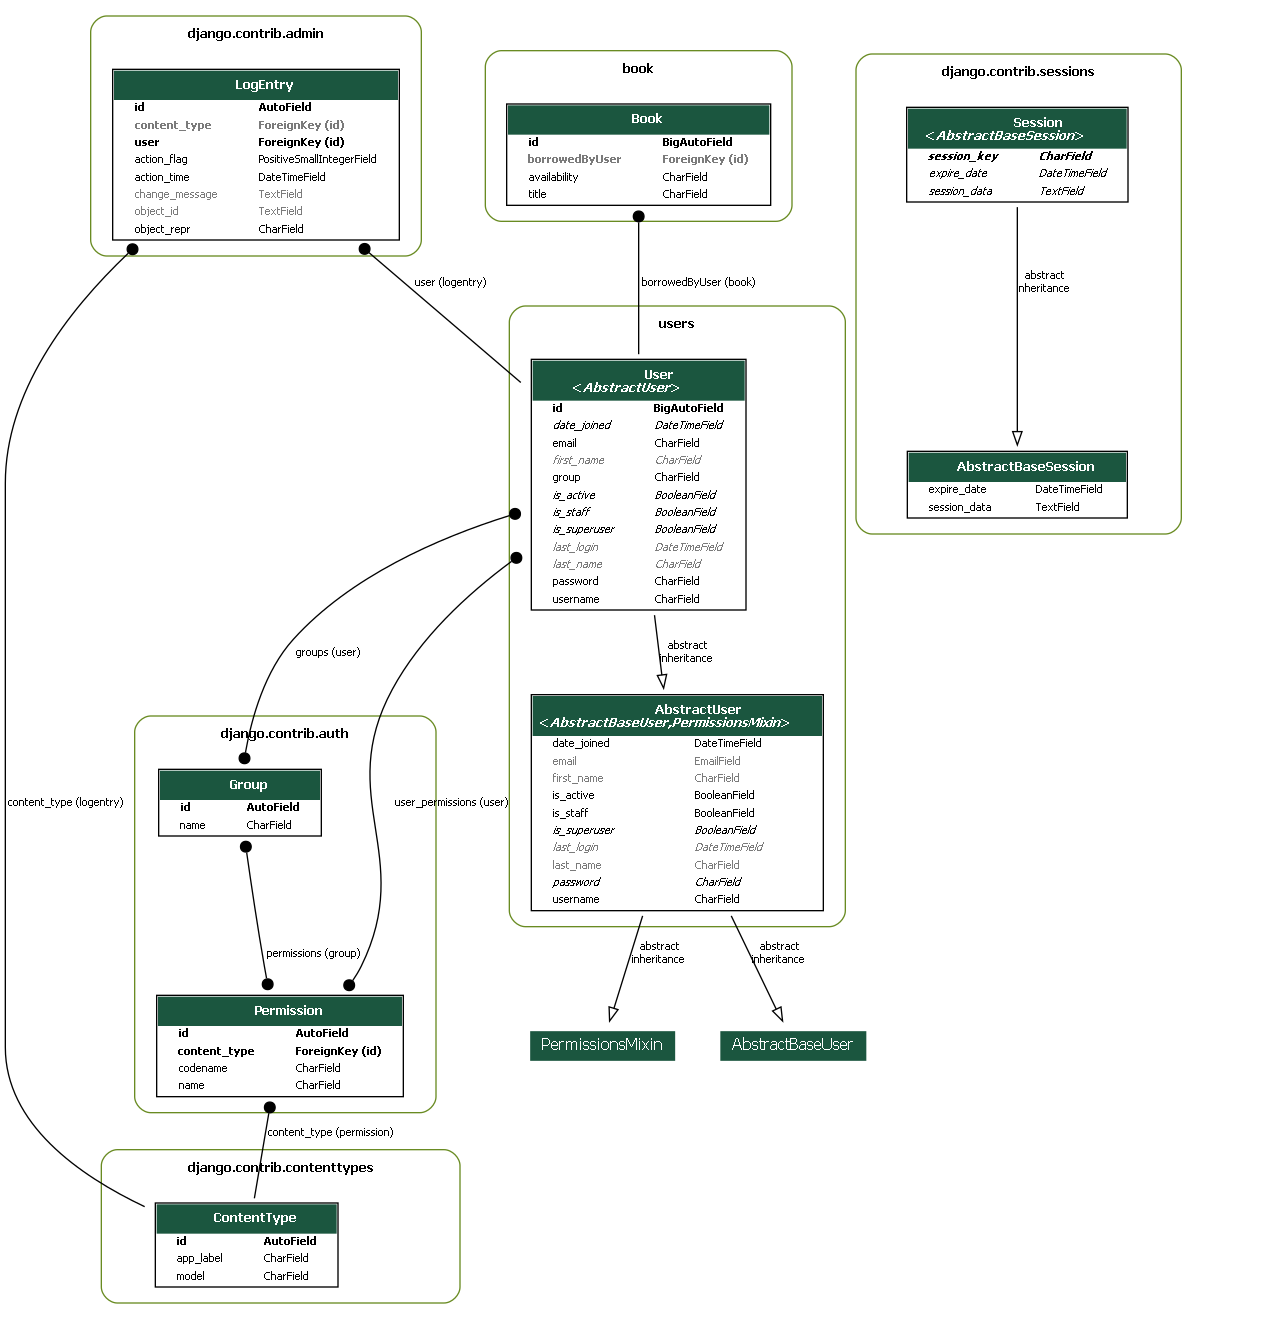 django.contrib.admin
LogEntry
id AutoField
content_type ForeignKey (id)
user ForeignKey (id)
action_flag PositiveSmallIntegerField
action_time DateTimeField
change_message TextField
object_id TextField
object_repr CharField
book
Book
id BigAutoField
borrowedByUser ForeignKey (id)
availability CharField
title CharField
django.contrib.sessions
Session
<AbstractBaseSession>
session_key CharField
expire_date DateTimeField
session_data TextField
abstract
inheritance
AbstractBaseSession
expire_date DateTimeField
session_data TextField
user (logentry)
borrowedByUser (book)
users
User
<AbstractUser>
id BigAutoField
date_joined DateTimeField
email CharField
first_name CharField
group CharField
is_active BooleanField
is_staff BooleanField
is_superuser BooleanField
last_login DateTimeField
last_name CharField
password CharField
username CharField
abstract
inheritance
AbstractUser
<AbstractBaseUser,PermissionsMixin>
date_joined DateTimeField
email EmailField
first_name CharField
is_active BooleanField
is_staff BooleanField
is_superuser BooleanField
last_login DateTimeField
last_name CharField
password CharField
username CharField
abstract
inheritance
abstract
inheritance
PermissionsMixin
AbstractBaseUser
groups (user)
user_permissions (user)
content_type (logentry)
django.contrib.auth
Group
id AutoField
name CharField
permissions (group)
Permission
id AutoField
content_type ForeignKey (id)
codename CharField
name CharField
content_type (permission)
django.contrib.contenttypes
ContentType
id AutoField
app_label CharField
model CharField